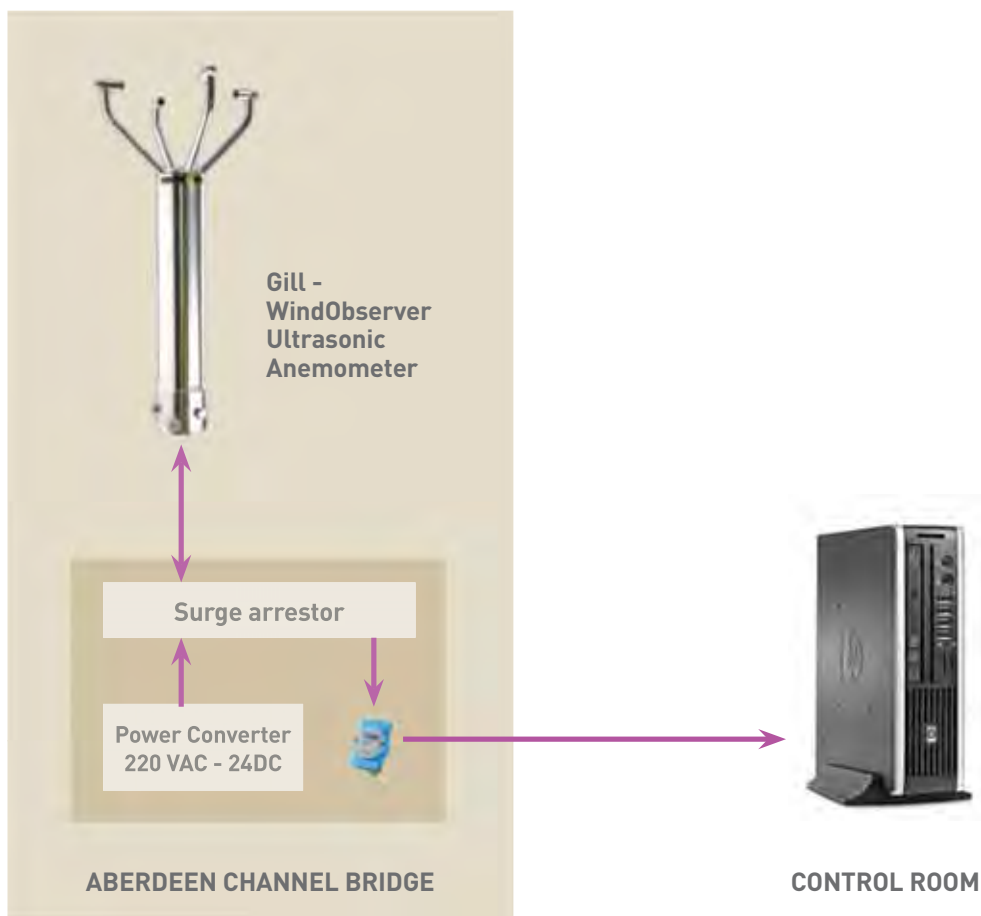 Gill -
WindObserver
Ultrasonic
Anemometer
Surge arrestor
Power Converter
220 VAC - 24DC
ABERDEEN CHANNEL BRIDGE
CONTROL ROOM